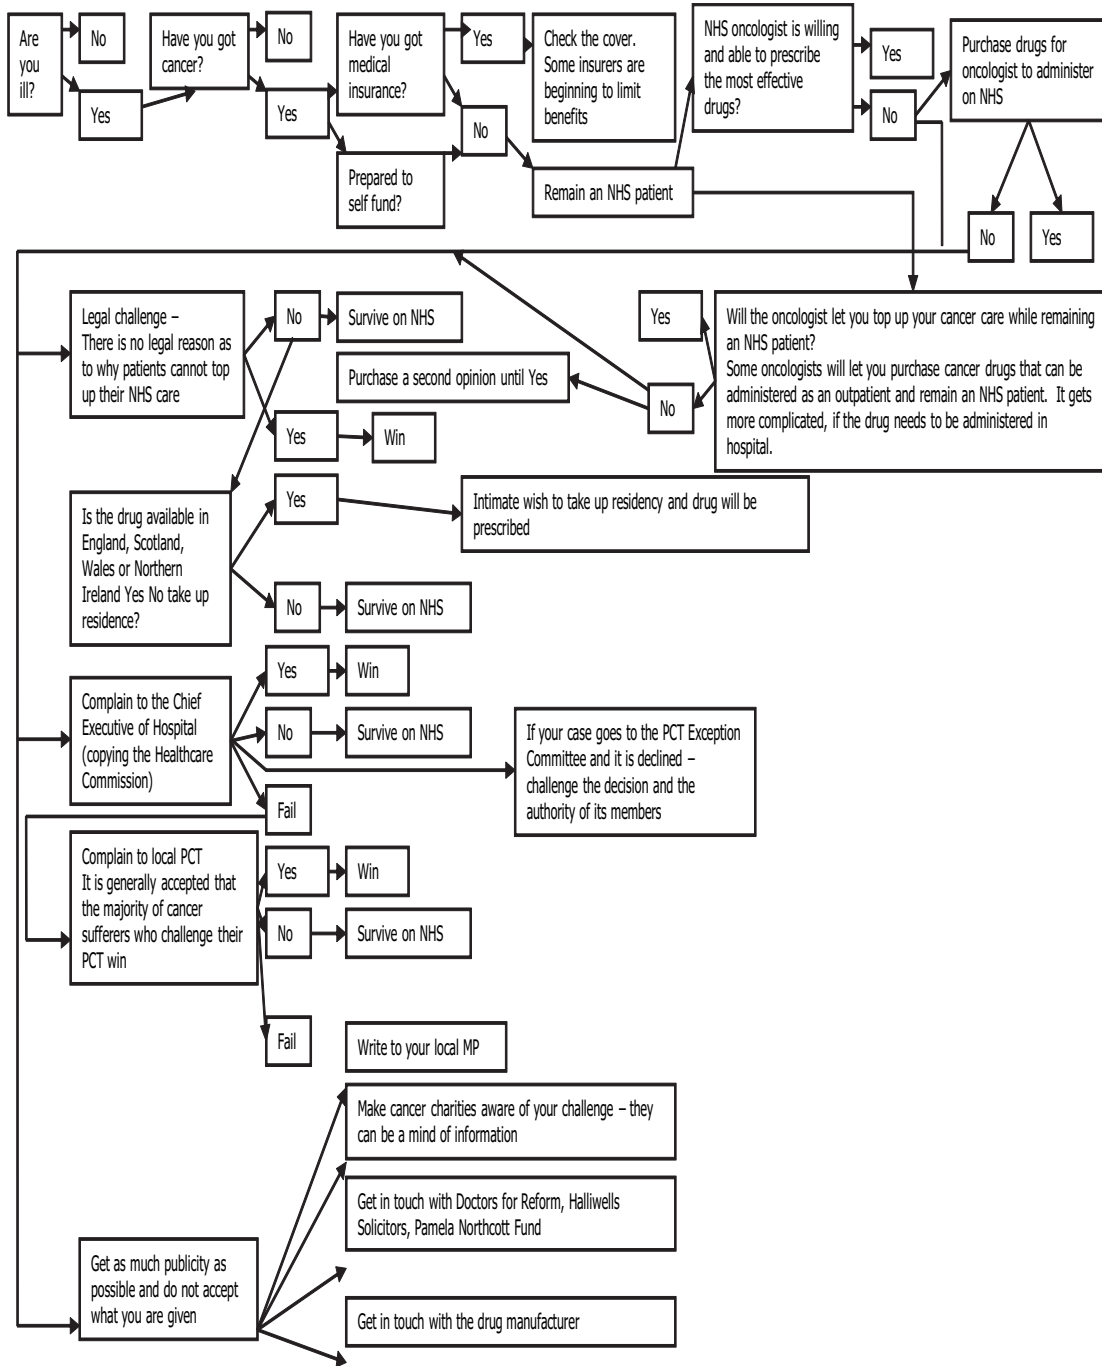 Are
you
ill?
No
Yes
Have you got
cancer?
No
Yes
Have you got
medical
insurance?
Yes
No
Prepared to
self fund?
Check the cover.
Some insurers are
beginning to limit
benefits
Remain an NHS patient
NHS oncologist is willing
and able to prescribe
the most effective
drugs?
Yes
No
Purchase drugs for
oncologist to administer
on NHS
No
Yes
Legal challenge –
There is no legal reason as
to why patients cannot top
up their NHS care
No
Survive on NHS
Yes
Win
Purchase a second opinion until Yes
Yes
No
Will the oncologist let you top up your cancer care while remaining
an NHS patient?
Some oncologists will let you purchase cancer drugs that can be
administered as an outpatient and remain an NHS patient. It gets
more complicated, if the drug needs to be administered in
hospital.
Is the drug available in
England, Scotland,
Wales or Northern
Ireland Yes No take up
residence?
Yes
Intimate wish to take up residency and drug will be
prescribed
No
Survive on NHS
Complain to the Chief
Executive of Hospital
(copying the Healthcare
Commission)
Yes
Win
No
Survive on NHS
Fail
If your case goes to the PCT Exception
Committee and it is declined –
challenge the decision and the
authority of its members
Complain to local PCT
It is generally accepted that
the majority of cancer
sufferers who challenge their
PCT win
Yes
Win
No
Survive on NHS
Fail
Write to your local MP
Make cancer charities aware of your challenge – they
can be a mind of information
Get in touch with Doctors for Reform, Halliwells
Solicitors, Pamela Northcott Fund
Get as much publicity as
possible and do not accept
what you are given
Get in touch with the drug manufacturer